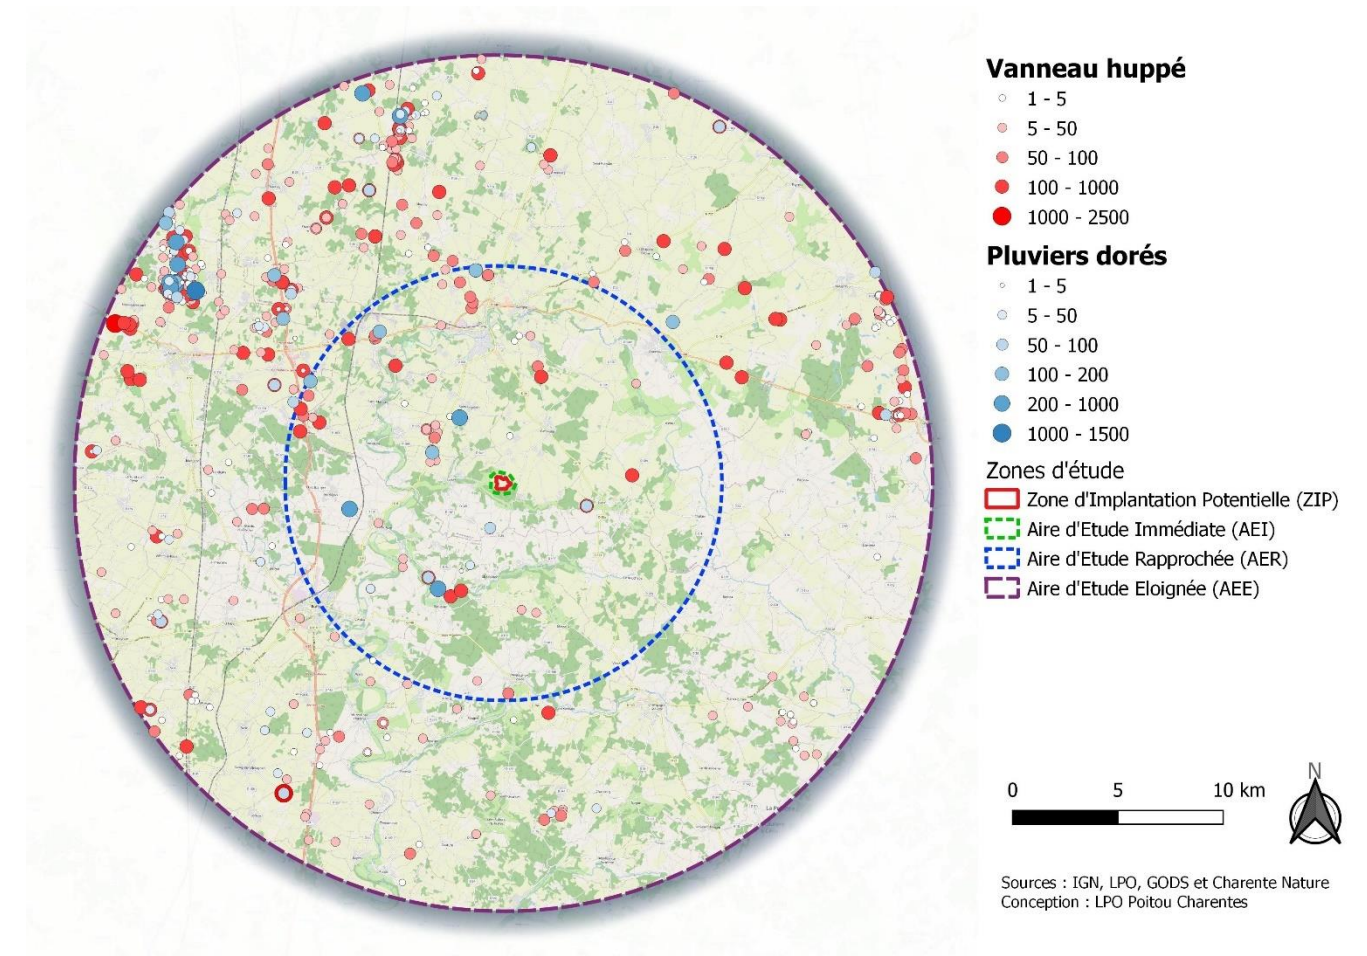 Vanneau huppé
1 - 5
5 - 50
50 - 100
100 - 1000
1000 - 2500
Pluviers dorés
1 - 5
5 - 50
50 - 100
100 - 200
200 - 1000
1000 - 1500
Zones d'étude
Zone d'Implantation Potentielle (ZIP)
Aire d'Etude Immédiate (AEI)
Aire d'Etude Rapprochée (AER)
Aire d'Etude Eloignée (AEE)
0 5 10 km
N
Sources : IGN, LPO, GODS et Charente Nature
Conception : LPO Poitou Charentes